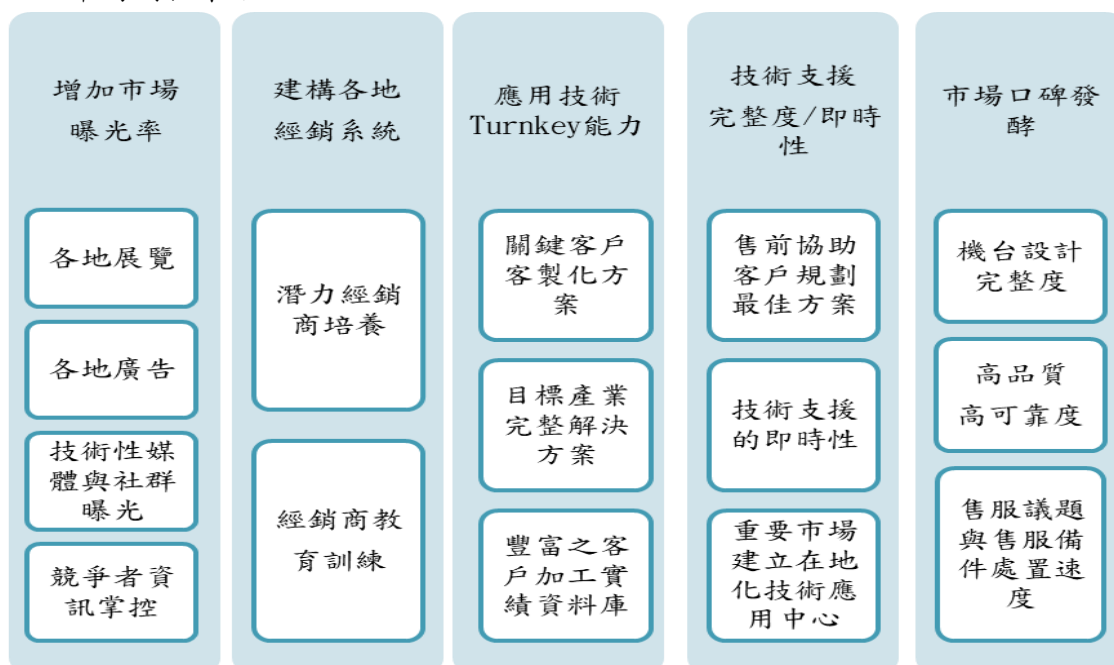 增加市場
曝光率
各地展覽
各地廣告
技術性媒
體與社群
曝光
競爭者資
訊掌控
建構各地
經銷系統
潛力經銷
商培養
經銷商教
育訓練
應用技術
Turnkey能力
關鍵客戶
客製化方
案
目標產業
完整解決
方案
豐富之客
戶加工實
績資料庫
技術支援
完整度/即時
性
售前協助
客戶規劃
最佳方案
技術支援
的即時性
重要市場
建立在地
化技術應
用中心
市場口碑發
酵
機台設計
完整度
高品質
高可靠度
售服議題
與售服備
件處置速
度